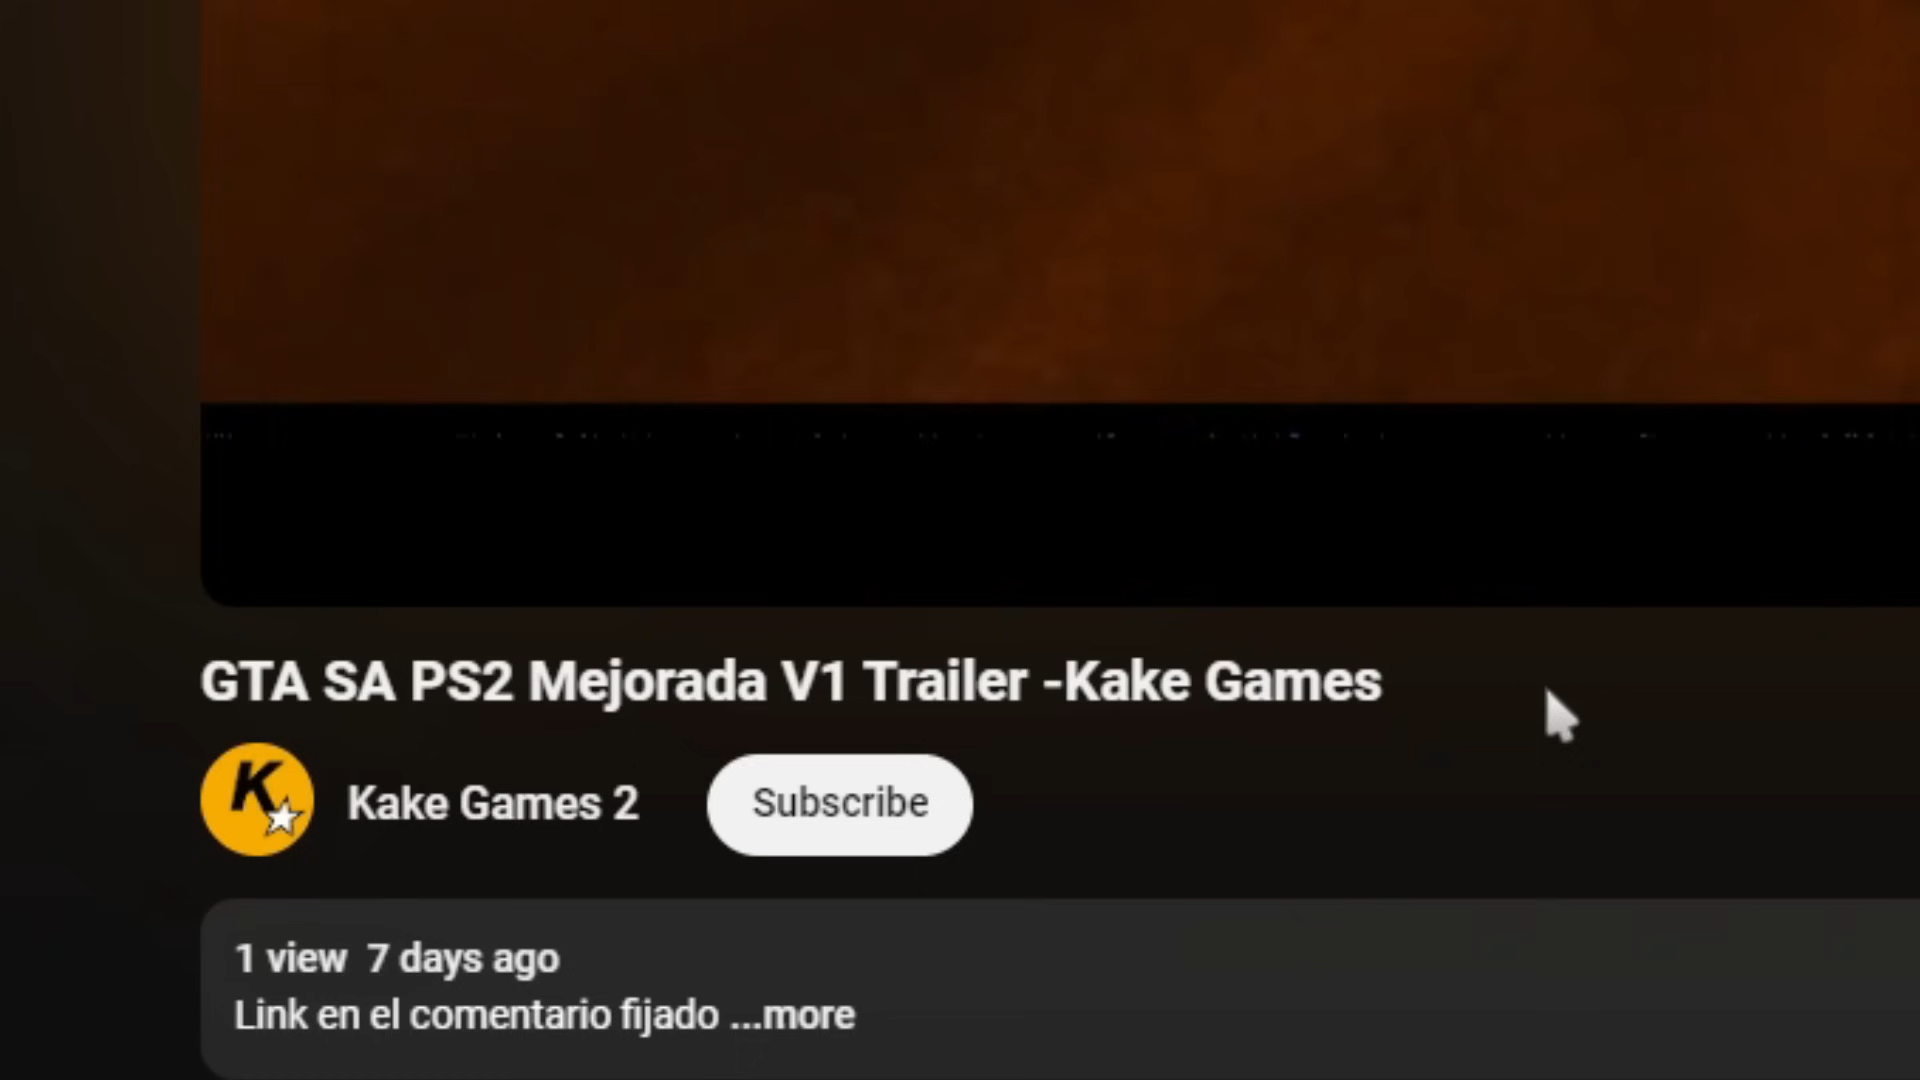 GTA SA PS2 Mejorada V1 Trailer -Kake Games
K
Kake Games 2
Subscribe
1 view 7 days ago
Link en el comentario fijado ...more